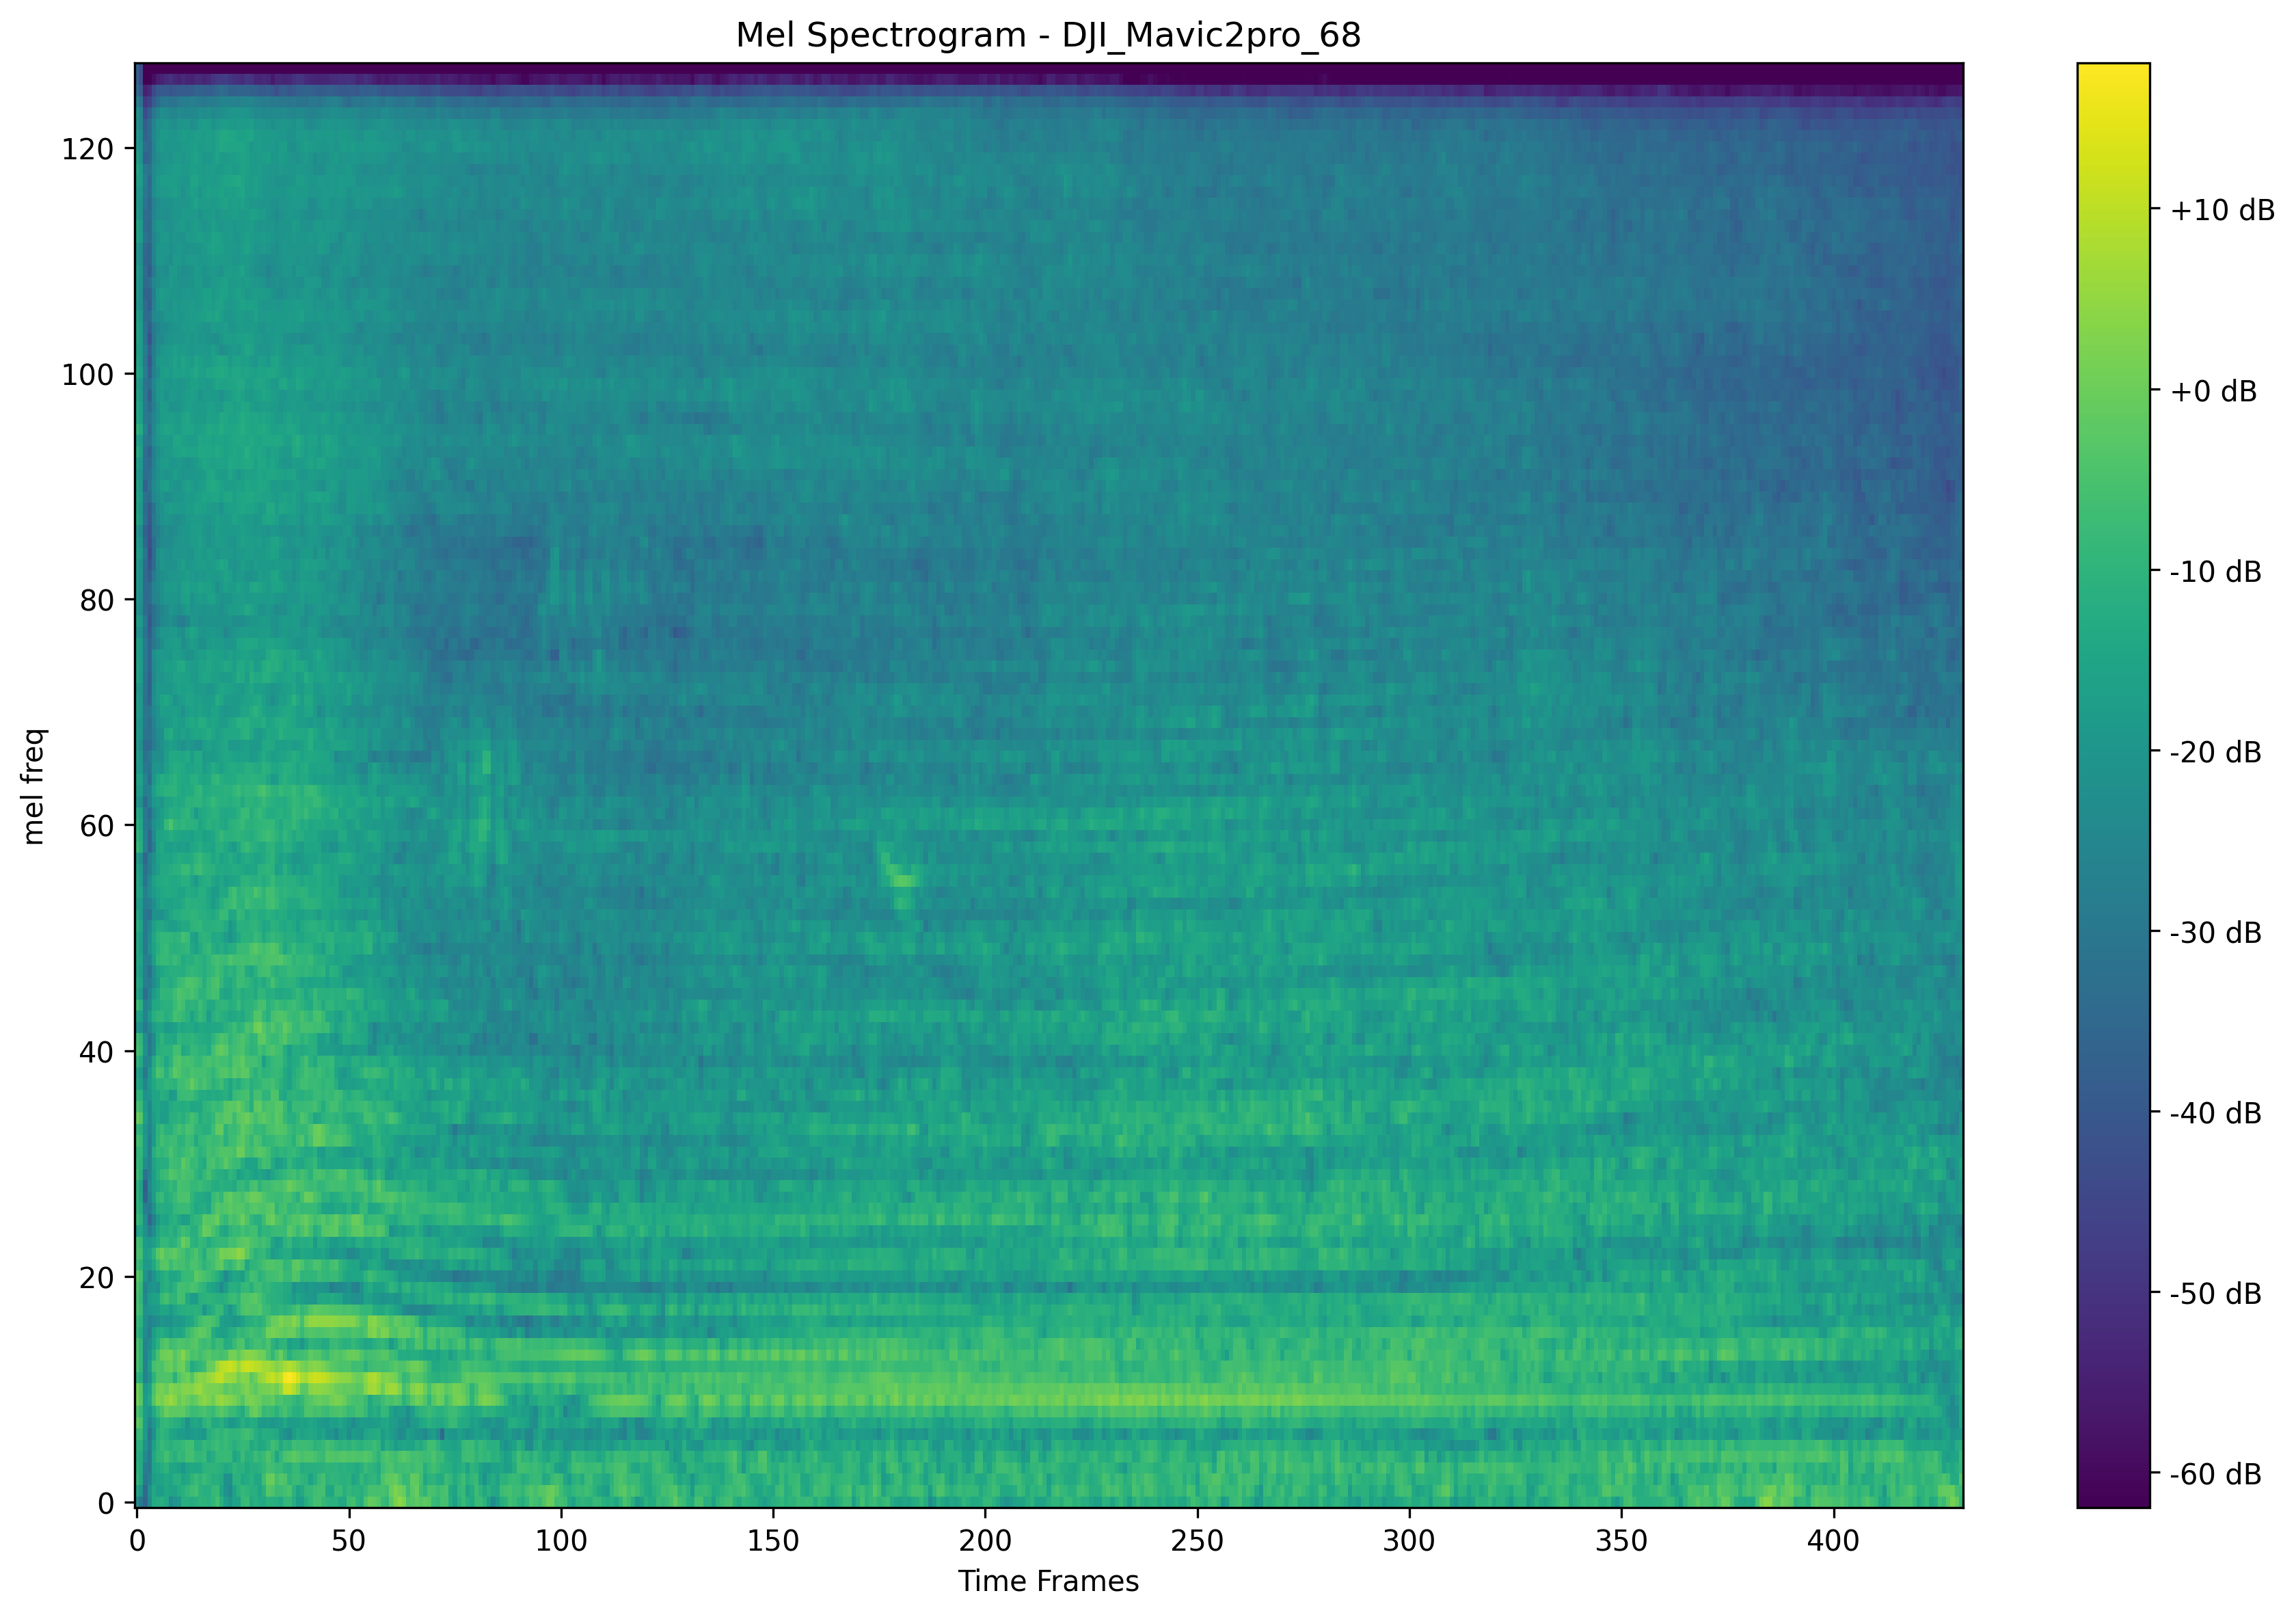 Mel Spectrogram - DJI_Mavic2pro_68
120
100
80
60
40
20
0
mel freq
0 50 100 150 200 250 300 350 400
Time Frames
+10 dB
+0 dB
-10 dB
-20 dB
-30 dB
-40 dB
-50 dB
-60 dB